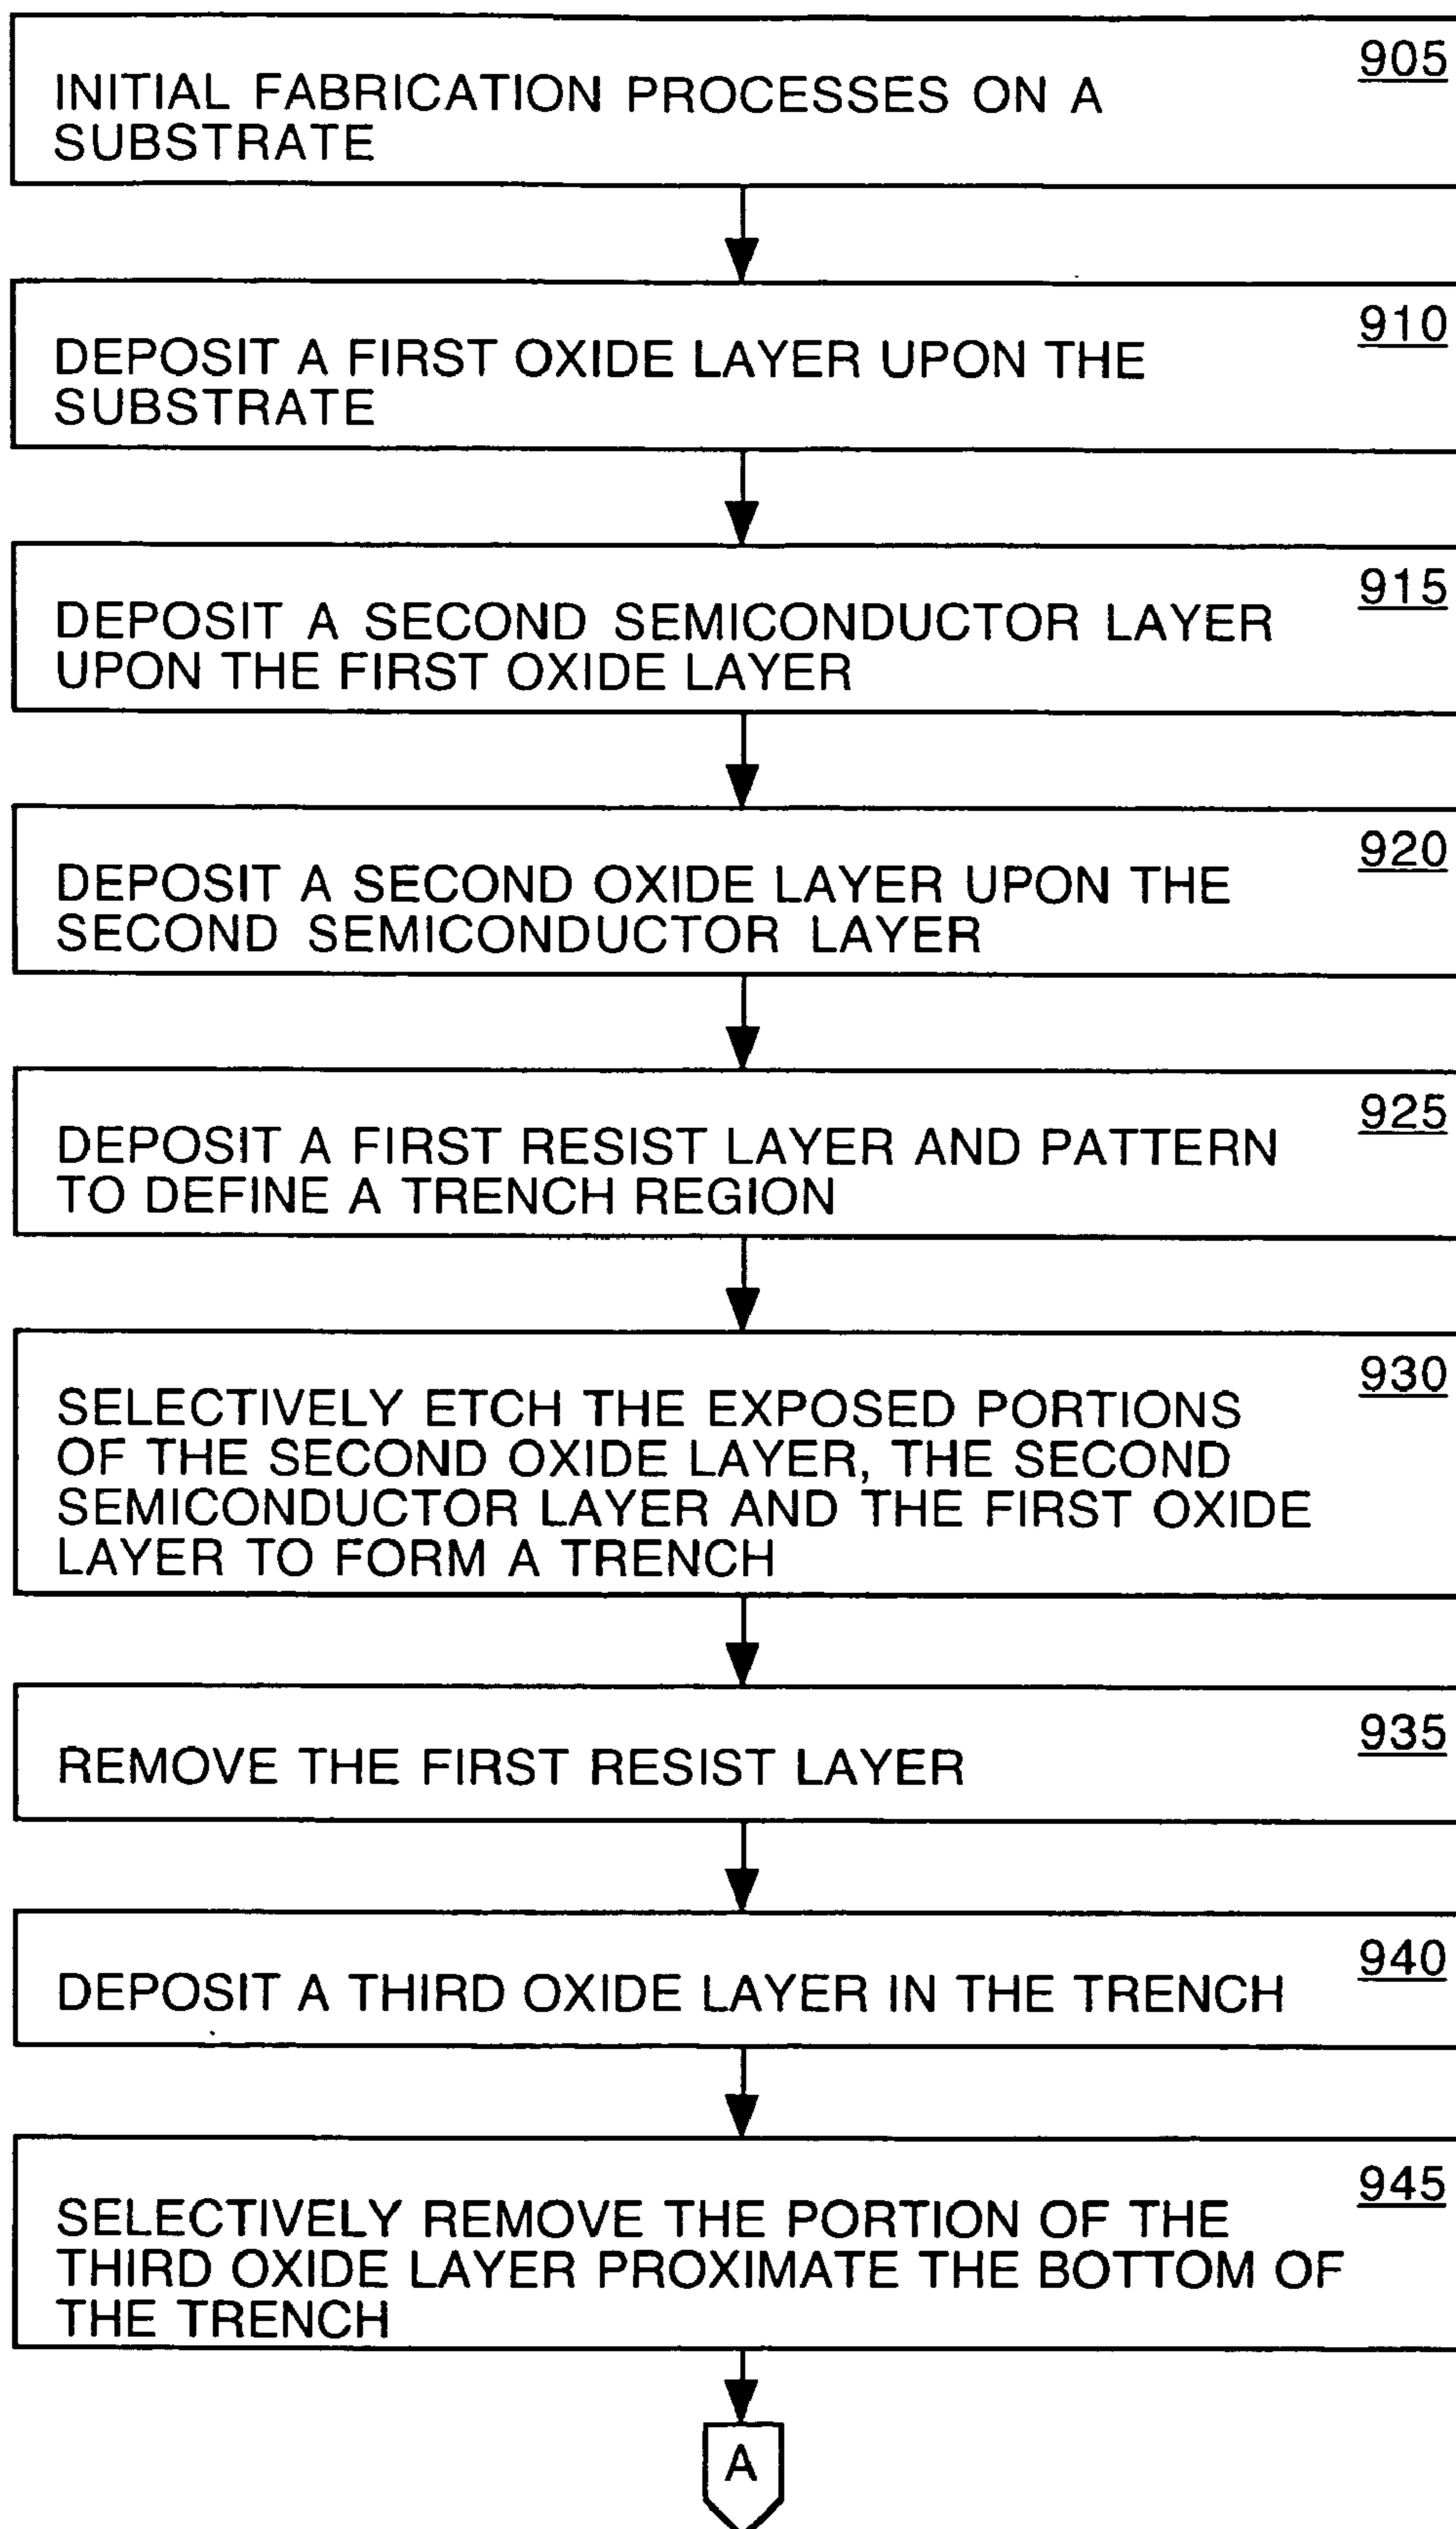 905
INITIAL FABRICATION PROCESSES ON A
SUBSTRATE
910
DEPOSIT A FIRST OXIDE LAYER UPON THE
SUBSTRATE
915
DEPOSIT A SECOND SEMICONDUCTOR LAYER
UPON THE FIRST OXIDE LAYER
920
DEPOSIT A SECOND OXIDE LAYER UPON THE
SECOND SEMICONDUCTOR LAYER
925
DEPOSIT A FIRST RESIST LAYER AND PATTERN
TO DEFINE A TRENCH REGION
930
SELECTIVELY ETCH THE EXPOSED PORTIONS
OF THE SECOND OXIDE LAYER, THE SECOND
SEMICONDUCTOR LAYER AND THE FIRST OXIDE
LAYER TO FORM A TRENCH
935
REMOVE THE FIRST RESIST LAYER
940
DEPOSIT A THIRD OXIDE LAYER IN THE TRENCH
945
SELECTIVELY REMOVE THE PORTION OF THE
THIRD OXIDE LAYER PROXIMATE THE BOTTOM OF
THE TRENCH
A